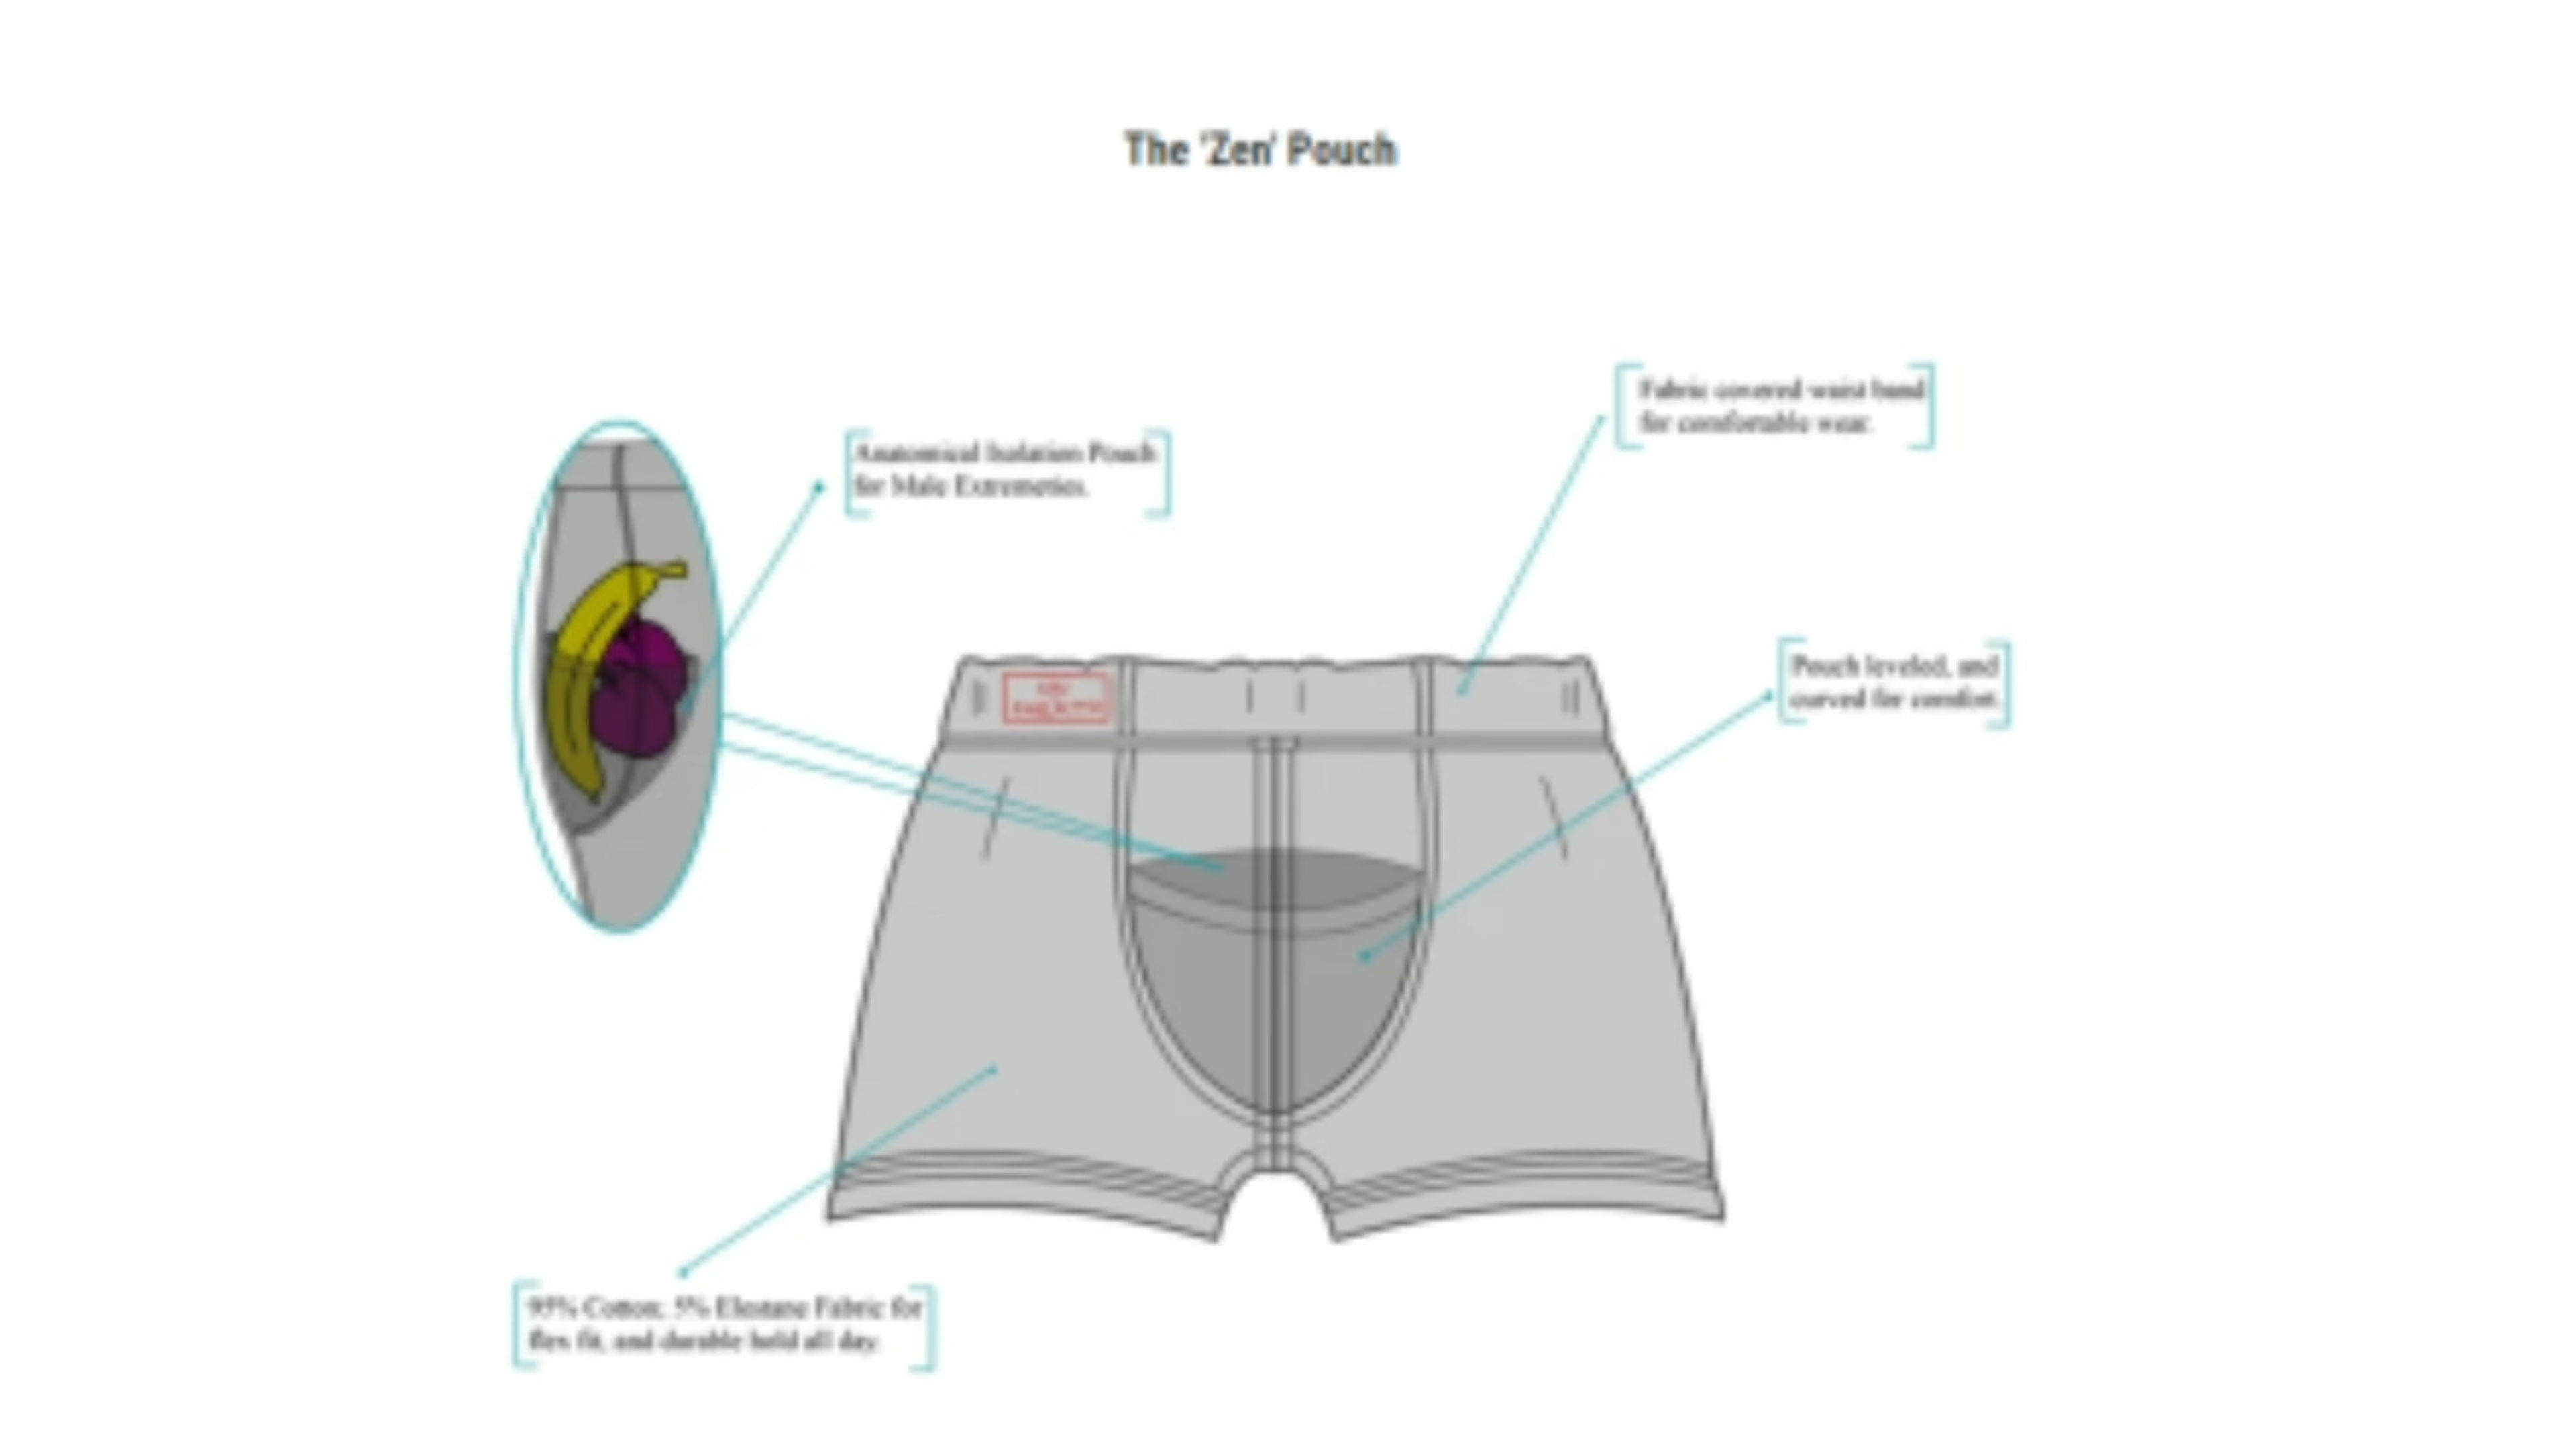 The 'Zen' Pouch
Fabric covered waist band
for comfortable wear.
Anatomical Isolation Pouch
for Male Extremeties.
Pouch leveled, and
curved for comfort.
95% Cotton; 5% Elestane Fabric for
flex fit, and durable hold all day.